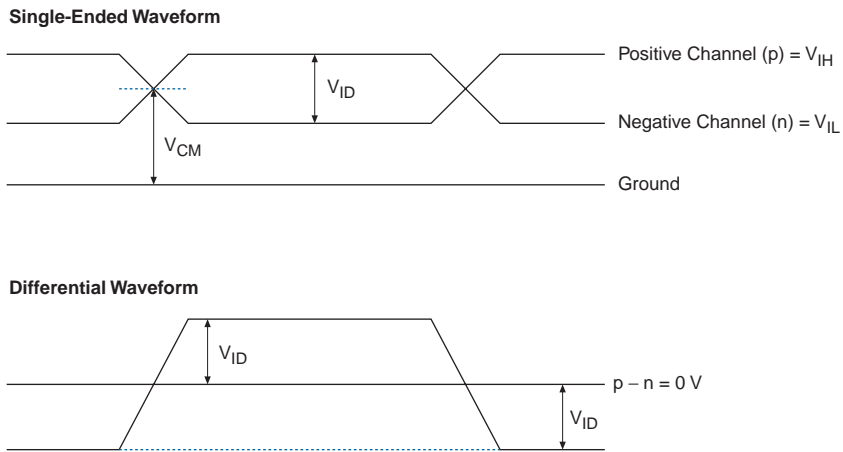 Single-Ended Waveform
Positive Channel (p) = VIH
VID
Negative Channel (n) = VIL
VCM
Ground
Differential Waveform
VID
p – n = 0 V
VID